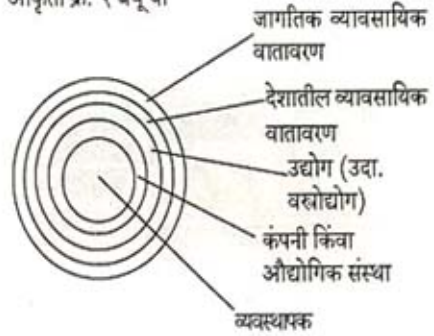 जागतिक व्यावसायिक
वातावरण
देशातील व्यावसायिक
वातावरण
उद्योग (उदा.
वस्त्रोद्योग)
कंपनी किंवा
औद्योगिक संस्था
व्यवस्थापक